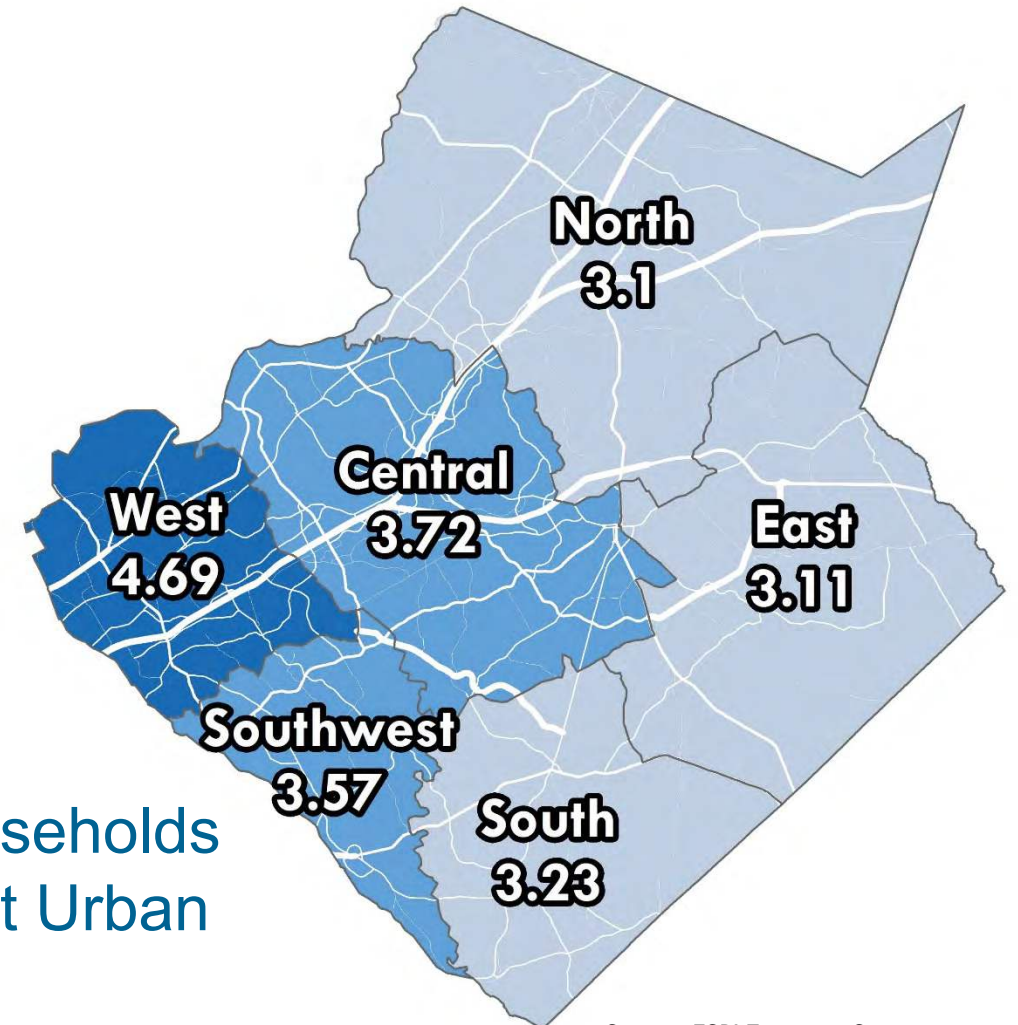 North
3.1
Central
3.72
West
4.69
East
3.11
Southwest
3.57
South
3.23
seholds
t Urban